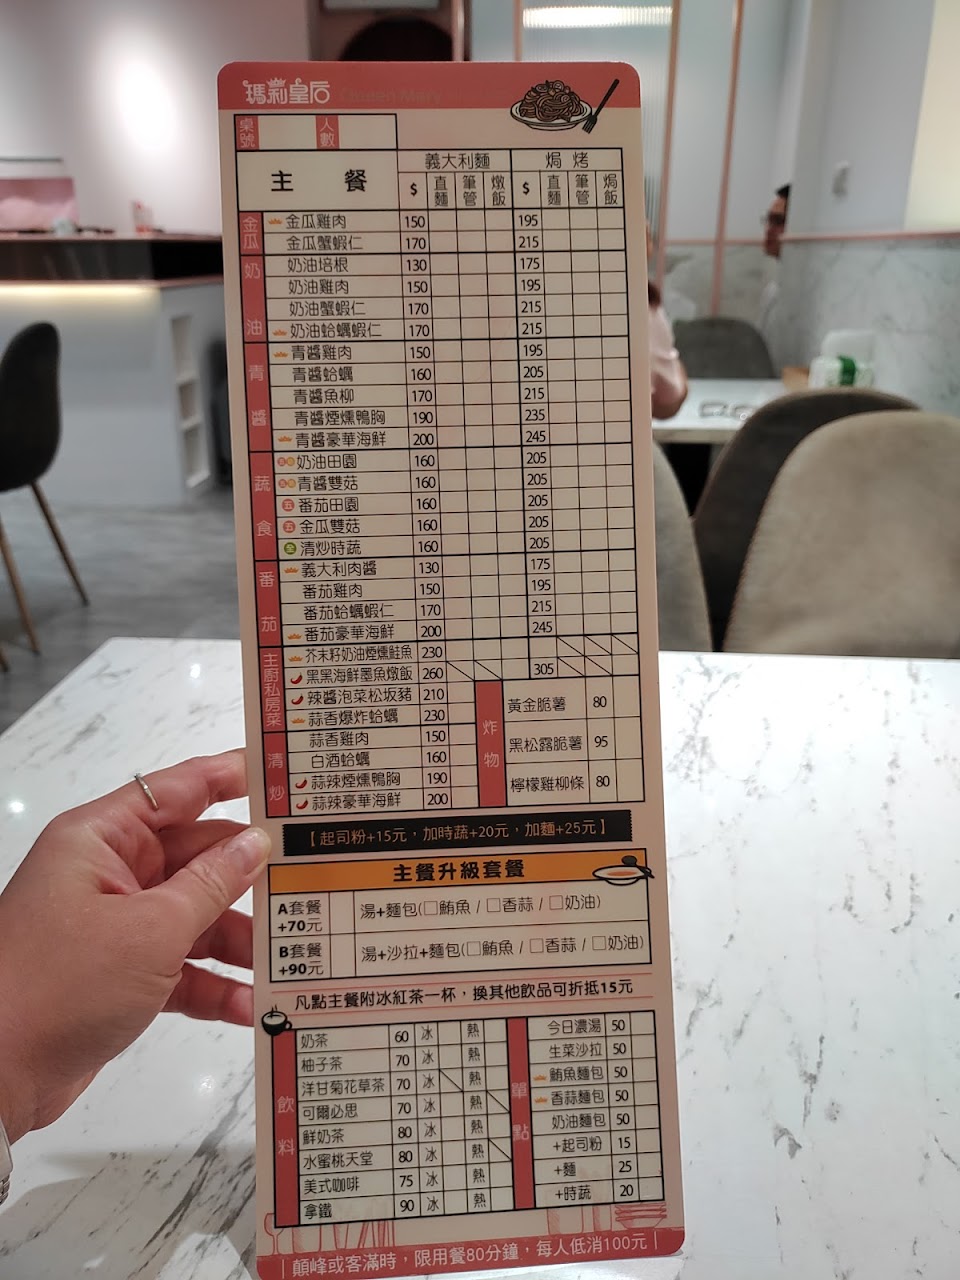 瑪莉皇后 Queen Mary
桌號 人數
主餐 義大利麵 焗烤
$ 直麵 筆管 燉飯 $ 直麵 筆管 焗飯
金瓜
金瓜雞肉 150 195
金瓜蟹蝦仁 170 215
奶油
奶油培根 130 175
奶油雞肉 150 195
奶油蟹蝦仁 170 215
奶油蛤蠣蝦仁 170 215
青醬
青醬雞肉 150 195
青醬蛤蠣 160 205
青醬魚柳 170 215
青醬煙燻鴨胸 190 235
青醬豪華海鮮 200 245
蔬食
奶油田園 160 205
青醬雙菇 160 205
五 番茄田園 160 205
五 金瓜雙菇 160 205
全 清炒時蔬 160 205
番茄
義大利肉醬 130 175
番茄雞肉 150 195
番茄蛤蠣蝦仁 170 215
番茄豪華海鮮 200 245
主廚私房菜
芥末籽奶油煙燻鮭魚 230
黑黑海鮮墨魚燉飯 260 305
辣醬泡菜松坂豬 210
蒜香爆炸蛤蠣 230
清炒
蒜香雞肉 150
白酒蛤蠣 160
蒜辣煙燻鴨胸 190
蒜辣豪華海鮮 200
炸物
黃金脆薯 80
黑松露脆薯 95
檸檬雞柳條 80
【起司粉+15元，加時蔬+20元，加麵+25元】
主餐升級套餐
A套餐 +70元 湯+麵包(□鮪魚 / □香蒜 / □奶油)
B套餐 +90元 湯+沙拉+麵包(□鮪魚 / □香蒜 / □奶油)
凡點主餐附冰紅茶一杯，換其他飲品可折抵15元
飲料
奶茶 60 冰 熱
柚子茶 70 冰 熱
洋甘菊花草茶 70 冰 熱
可爾必思 70 冰 熱
鮮奶茶 80 冰 熱
水蜜桃天堂 80 冰 熱
美式咖啡 75 冰 熱
拿鐵 90 冰 熱
單點
今日濃湯 50
生菜沙拉 50
鮪魚麵包 50
香蒜麵包 50
奶油麵包 50
+起司粉 15
+麵 25
+時蔬 20
| 顛峰或客滿時，限用餐80分鐘，每人低消100元 |